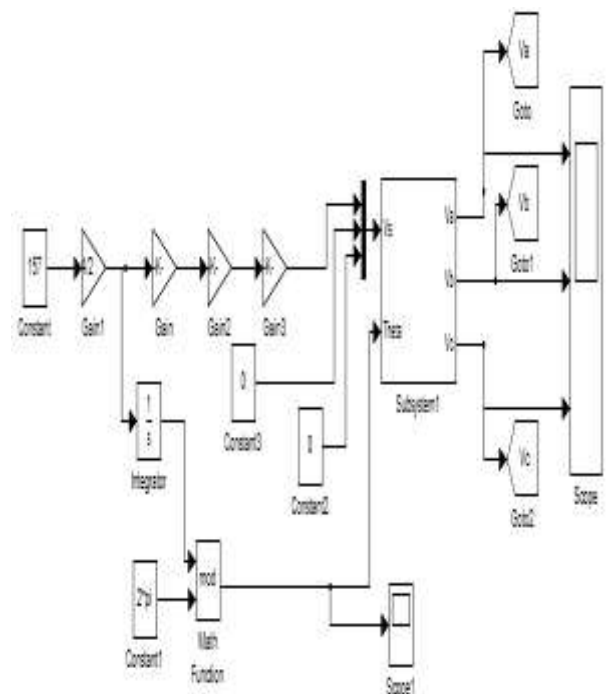 Va
Goto
Vb
Goto1
157
Constant
Gain1
-K-
Gain
-K-
Gain2
-K-
Gain3
Va
Vb
Vc
Theta
Subsystem1
0
Constant3
0
Constant2
1
s
Integrator
Vc
Goto2
Scope
2*pi
Constant1
mod
Math
Function
Scope1